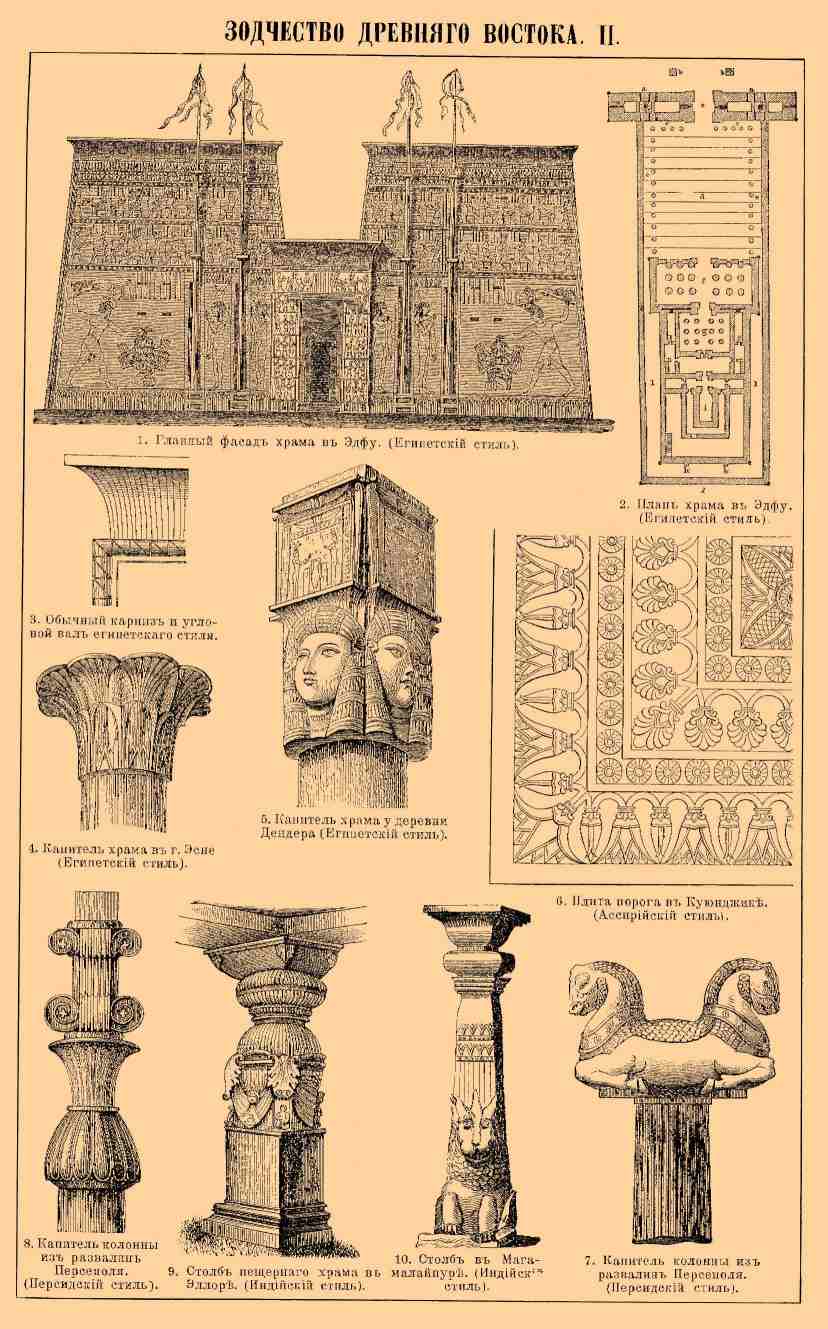 ЗОДЧЕСТВО ДРЕВНЯГО ВОСТОКА. II.
1. Главный фасадъ храма въ Эдфу. (Египетскій стиль).
2. Планъ храма въ Эдфу.
(Египетскій стиль).
3. Обычный карнизъ и угло-
вой валъ египетскаго стиля.
4. Капитель храма въ г. Эсне
(Египетскій стиль).
5. Капитель храма у деревни
Дендера (Египетскій стиль).
6. Плита порога въ Куюнджикѣ.
(Ассирійскій стиль).
8. Капитель колонны
изъ развалинъ
Персеполя.
(Персидскій стиль).
9. Столбъ пещернаго храма въ
Эллорѣ. (Индійскій стиль).
10. Столбъ въ Мага-
малайпурѣ. (Индійскій
стиль).
7. Капитель колонны изъ
развалинъ Персеполя.
(Персидскій стиль).